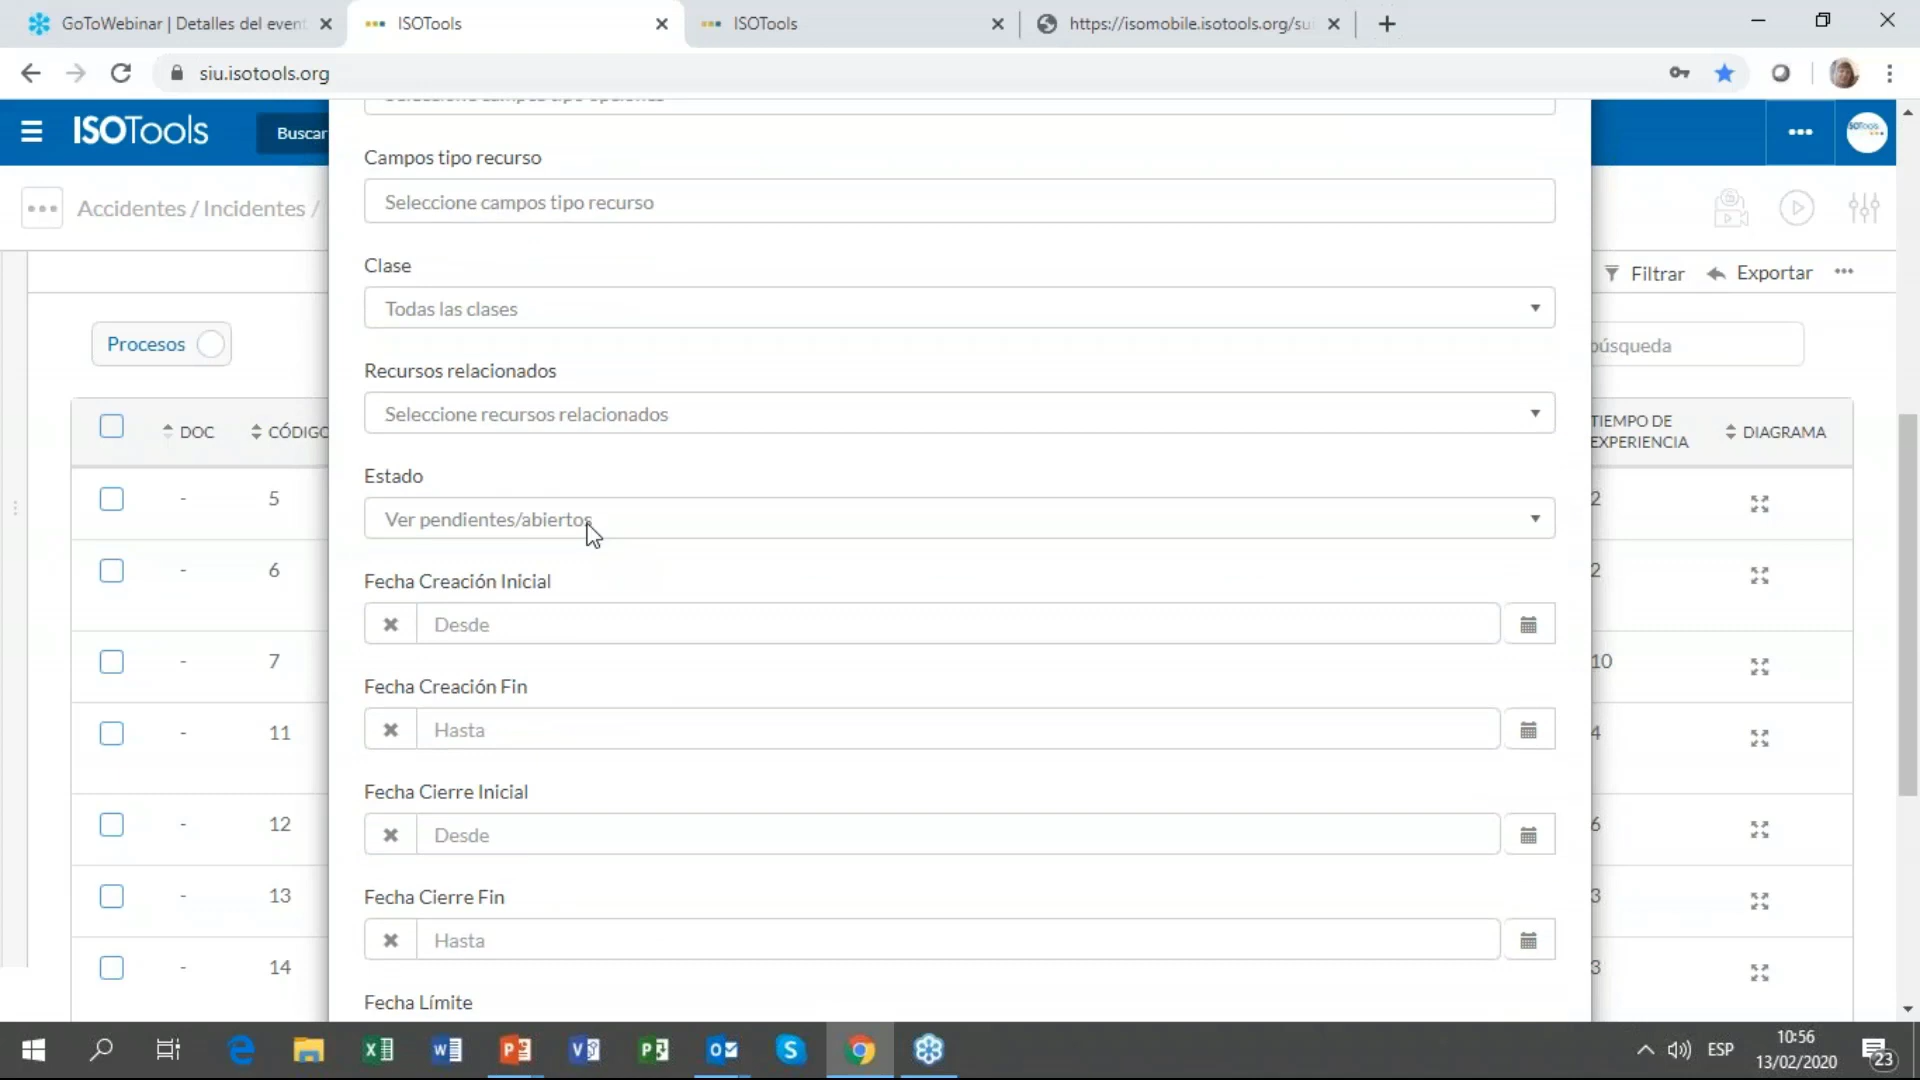 GoToWebinar | Detalles del event
ISOTools
ISOTools
https://isomobile.isotools.org/su
siu.isotools.org
ISOTools
Buscar
Accidentes / Incidentes /
Filtrar
Exportar
Procesos
búsqueda
DOC
CÓDIGO
TIEMPO DE
EXPERIENCIA
DIAGRAMA
- 5 2
- 6 2
- 7 10
- 11 4
- 12 6
- 13 3
- 14 3
Seleccione campos tipo opciones
Campos tipo recurso
Seleccione campos tipo recurso
Clase
Todas las clases
Recursos relacionados
Seleccione recursos relacionados
Estado
Ver pendientes/abiertos
Fecha Creación Inicial
Desde
Fecha Creación Fin
Hasta
Fecha Cierre Inicial
Desde
Fecha Cierre Fin
Hasta
Fecha Límite
ESP
10:56
13/02/2020
23